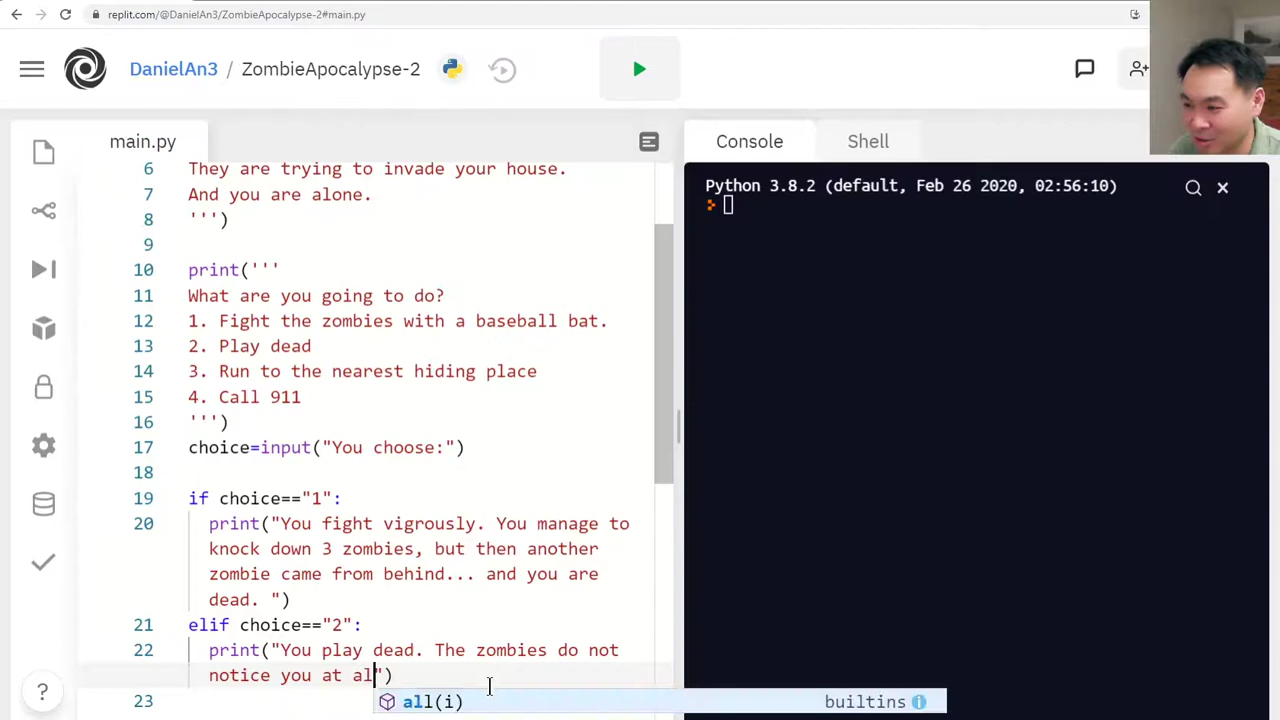 replit.com/@DanielAn3/ZombieApocalypse-2#main.py
DanielAn3 / ZombieApocalypse-2
main.py
6 They are trying to invade your house.
7 And you are alone.
8 ''')
9
10 print('''
11 What are you going to do?
12 1. Fight the zombies with a baseball bat.
13 2. Play dead
14 3. Run to the nearest hiding place
15 4. Call 911
16 ''')
17 choice=input("You choose:")
18
19 if choice=="1":
20 print("You fight vigrously. You manage to
knock down 3 zombies, but then another
zombie came from behind... and you are
dead. ")
21 elif choice=="2":
22 print("You play dead. The zombies do not
notice you at al")
23
all(i) builtins
Console Shell
Python 3.8.2 (default, Feb 26 2020, 02:56:10)